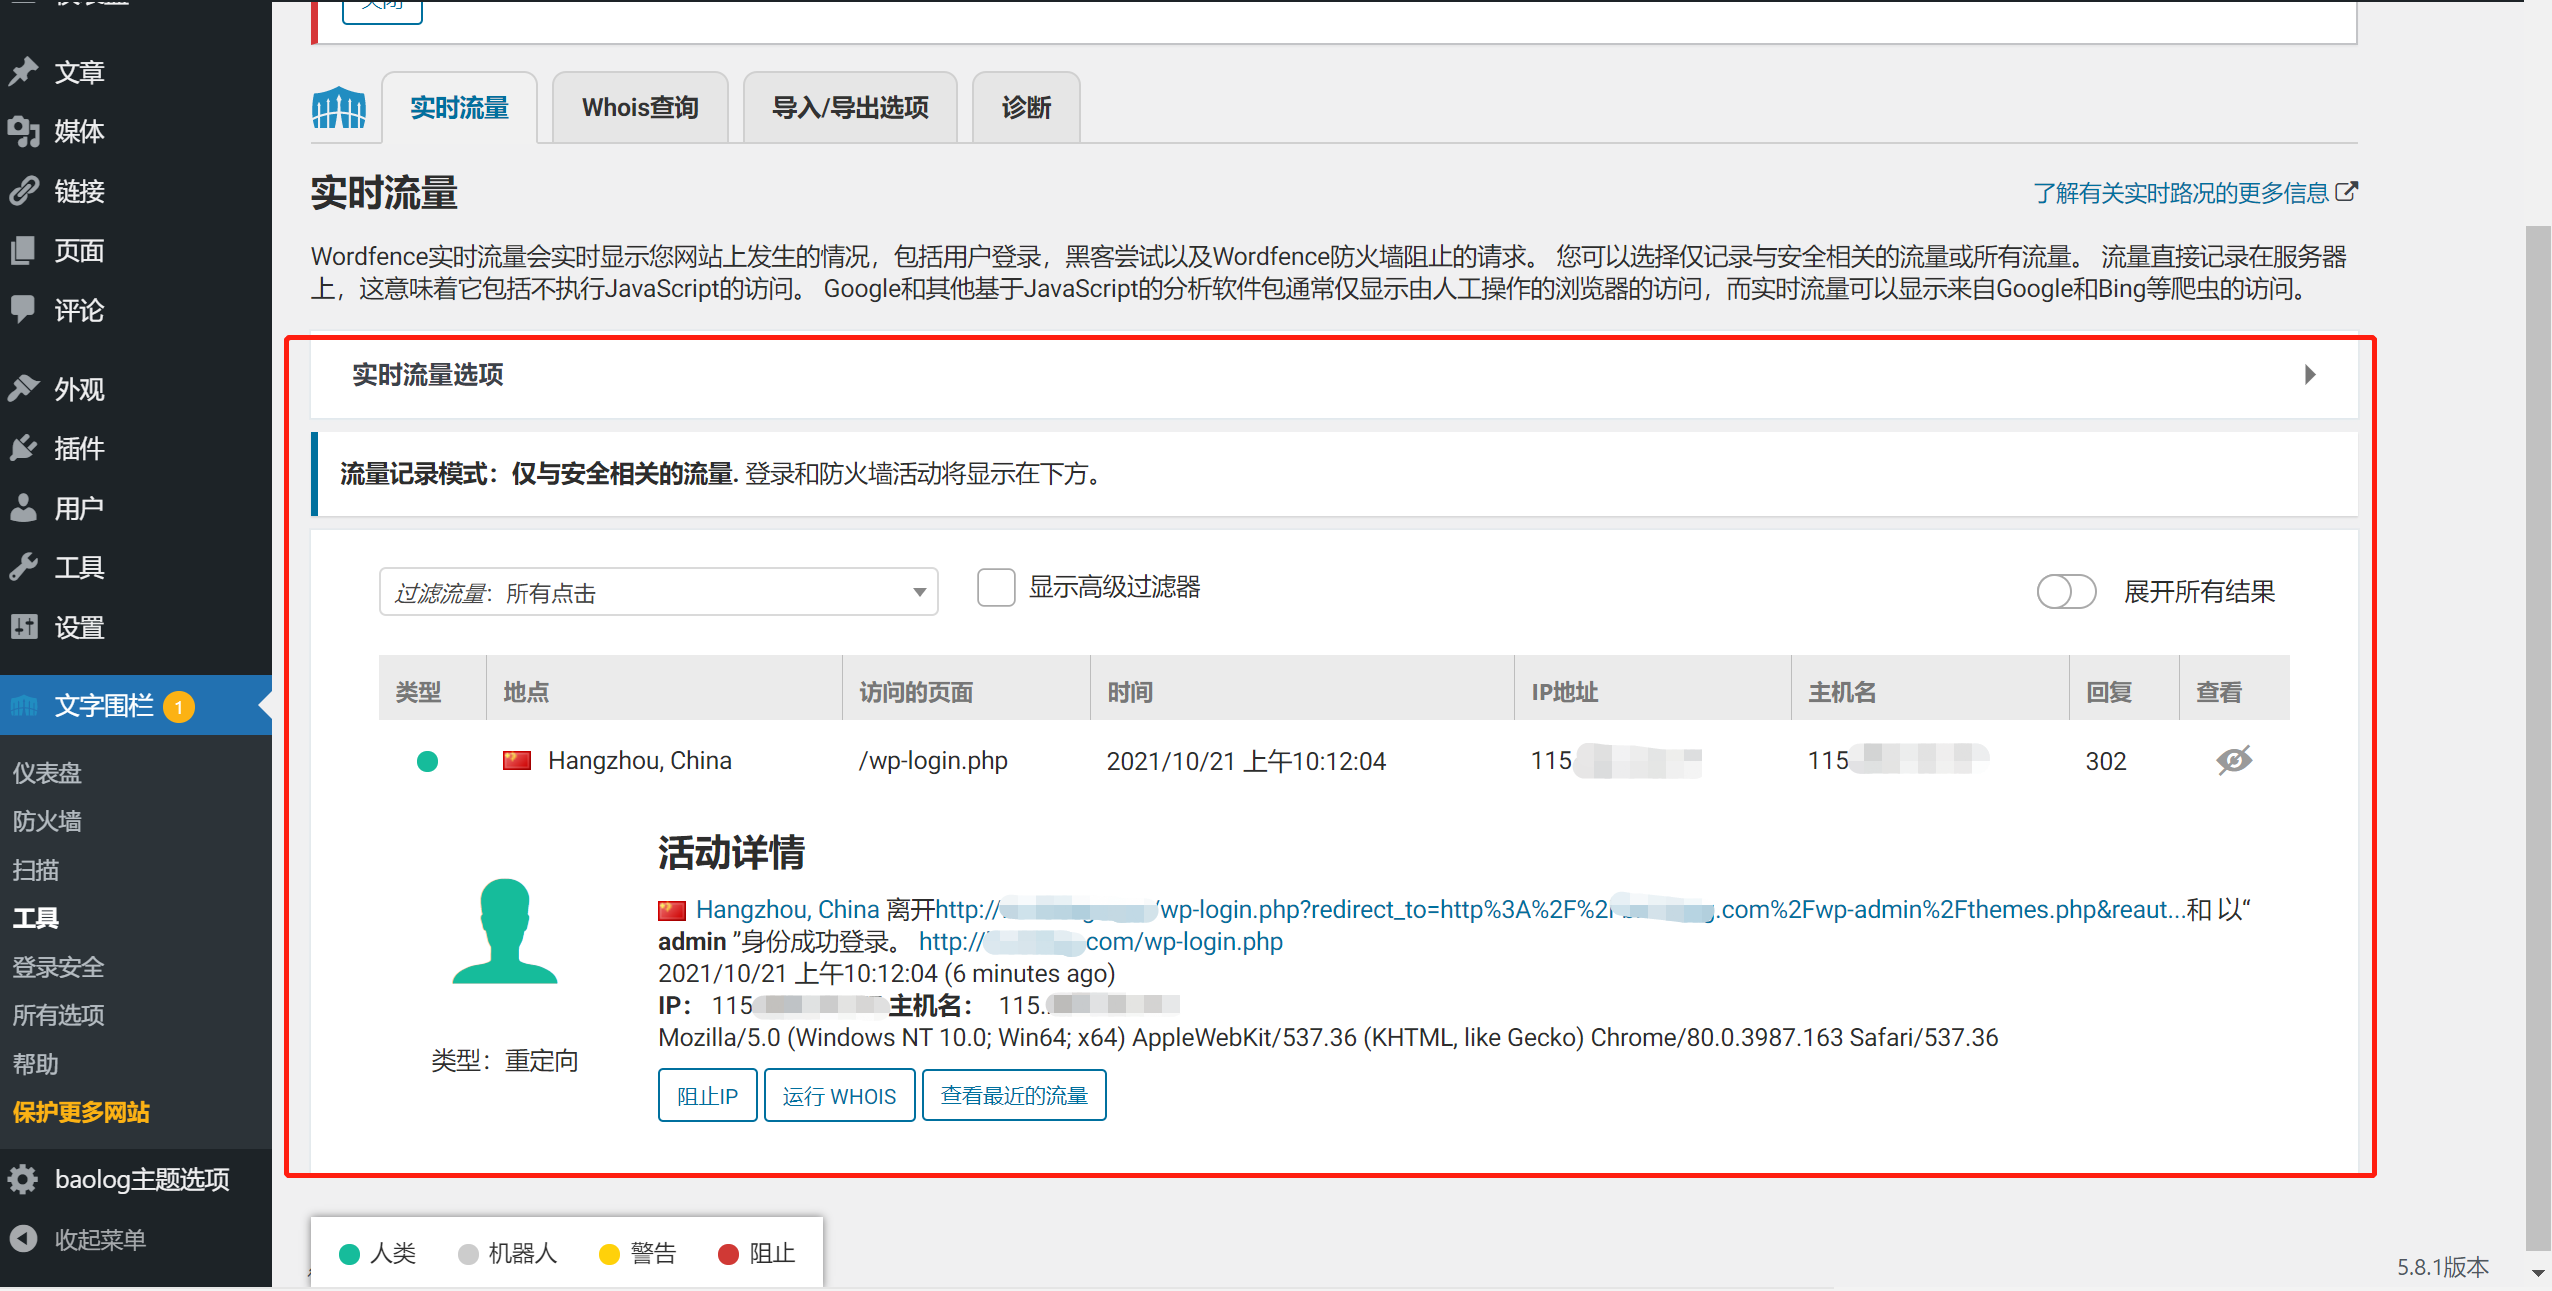 仪表盘
文章
媒体
链接
页面
评论
外观
插件
用户
工具
设置
文字围栏 1
仪表盘
防火墙
扫描
工具
登录安全
所有选项
帮助
保护更多网站
baolog主题选项
收起菜单
关闭
实时流量
Whois查询
导入/导出选项
诊断
实时流量
了解有关实时路况的更多信息
Wordfence实时流量会实时显示您网站上发生的情况，包括用户登录，黑客尝试以及Wordfence防火墙阻止的请求。 您可以选择仅记录与安全相关的流量或所有流量。 流量直接记录在服务器
上，这意味着它包括不执行JavaScript的访问。 Google和其他基于JavaScript的分析软件包通常仅显示由人工操作的浏览器的访问，而实时流量可以显示来自Google和Bing等爬虫的访问。
实时流量选项
流量记录模式：仅与安全相关的流量. 登录和防火墙活动将显示在下方。
过滤流量：所有点击
显示高级过滤器
展开所有结果
类型 地点 访问的页面 时间 IP地址 主机名 回复 查看
Hangzhou, China /wp-login.php 2021/10/21 上午10:12:04 115 115 302
活动详情
Hangzhou, China 离开http:// /wp-login.php?redirect_to=http%3A%2F%2 .com%2Fwp-admin%2Fthemes.php&reaut...和 以“
admin ”身份成功登录。 http:// com/wp-login.php
2021/10/21 上午10:12:04 (6 minutes ago)
IP： 115 主机名： 115.
Mozilla/5.0 (Windows NT 10.0; Win64; x64) AppleWebKit/537.36 (KHTML, like Gecko) Chrome/80.0.3987.163 Safari/537.36
类型：重定向
阻止IP
运行 WHOIS
查看最近的流量
人类
机器人
警告
阻止
5.8.1版本